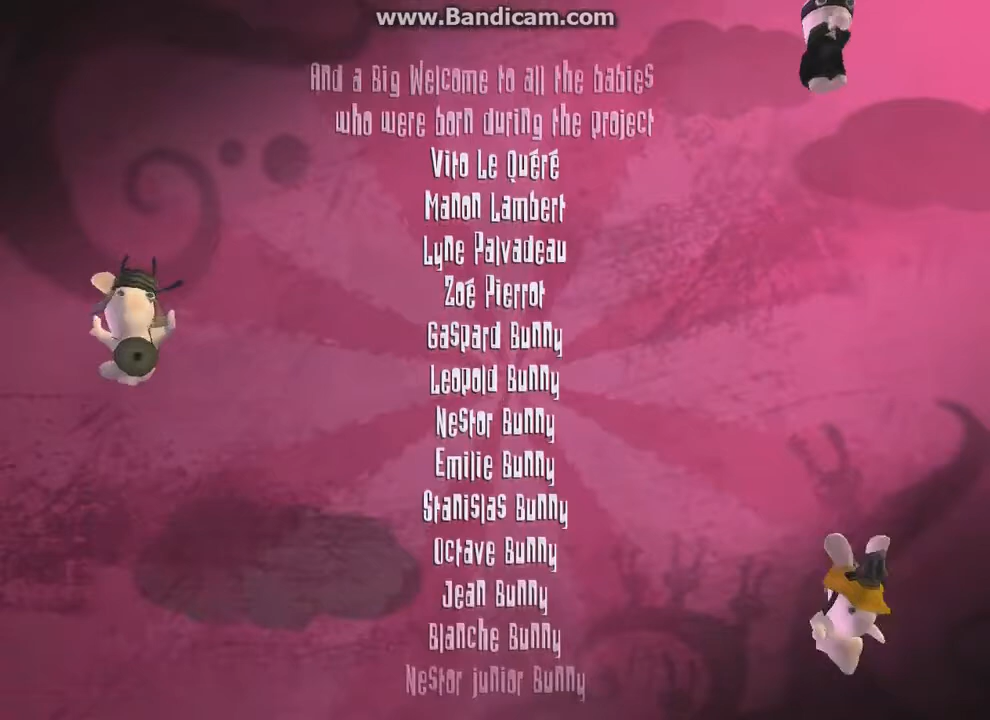 www.Bandicam.com
And a Big Welcome to all the babies
who were born during the project
Vito Le Quéré
Manon Lambert
Lyne Palvadeau
Zoé Pierrot
Gaspard Bunny
Leopold Bunny
Nestor Bunny
Emilie Bunny
Stanislas Bunny
Octave Bunny
Jean Bunny
Blanche Bunny
Nestor junior Bunny